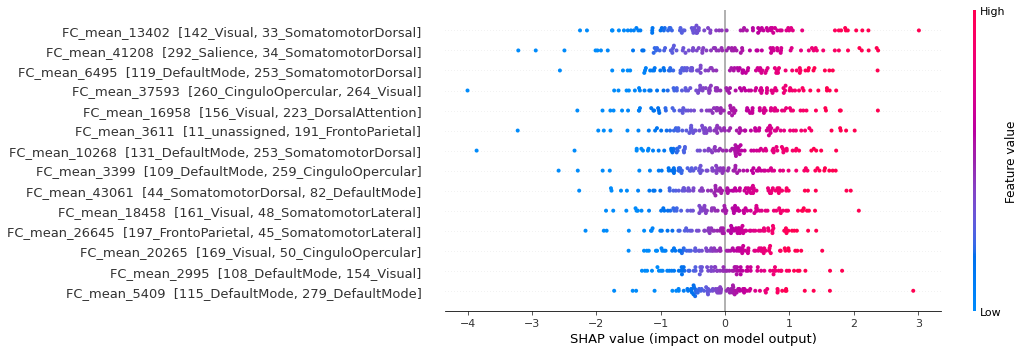 High
FC_mean_13402  [142_Visual, 33_SomatomotorDorsal]
FC_mean_41208  [292_Salience, 34_SomatomotorDorsal]
FC_mean_6495  [119_DefaultMode, 253_SomatomotorDorsal]
FC_mean_37593  [260_CinguloOpercular, 264_Visual]
FC_mean_16958  [156_Visual, 223_DorsalAttention]
FC_mean_3611  [11_unassigned, 191_FrontoParietal]
FC_mean_10268  [131_DefaultMode, 253_SomatomotorDorsal]
FC_mean_3399  [109_DefaultMode, 259_CinguloOpercular]
FC_mean_43061  [44_SomatomotorDorsal, 82_DefaultMode]
FC_mean_18458  [161_Visual, 48_SomatomotorLateral]
FC_mean_26645  [197_FrontoParietal, 45_SomatomotorLateral]
FC_mean_20265  [169_Visual, 50_CinguloOpercular]
FC_mean_2995  [108_DefaultMode, 154_Visual]
FC_mean_5409  [115_DefaultMode, 279_DefaultMode]
Feature value
Low
−4 −3 −2 −1 0 1 2 3
SHAP value (impact on model output)